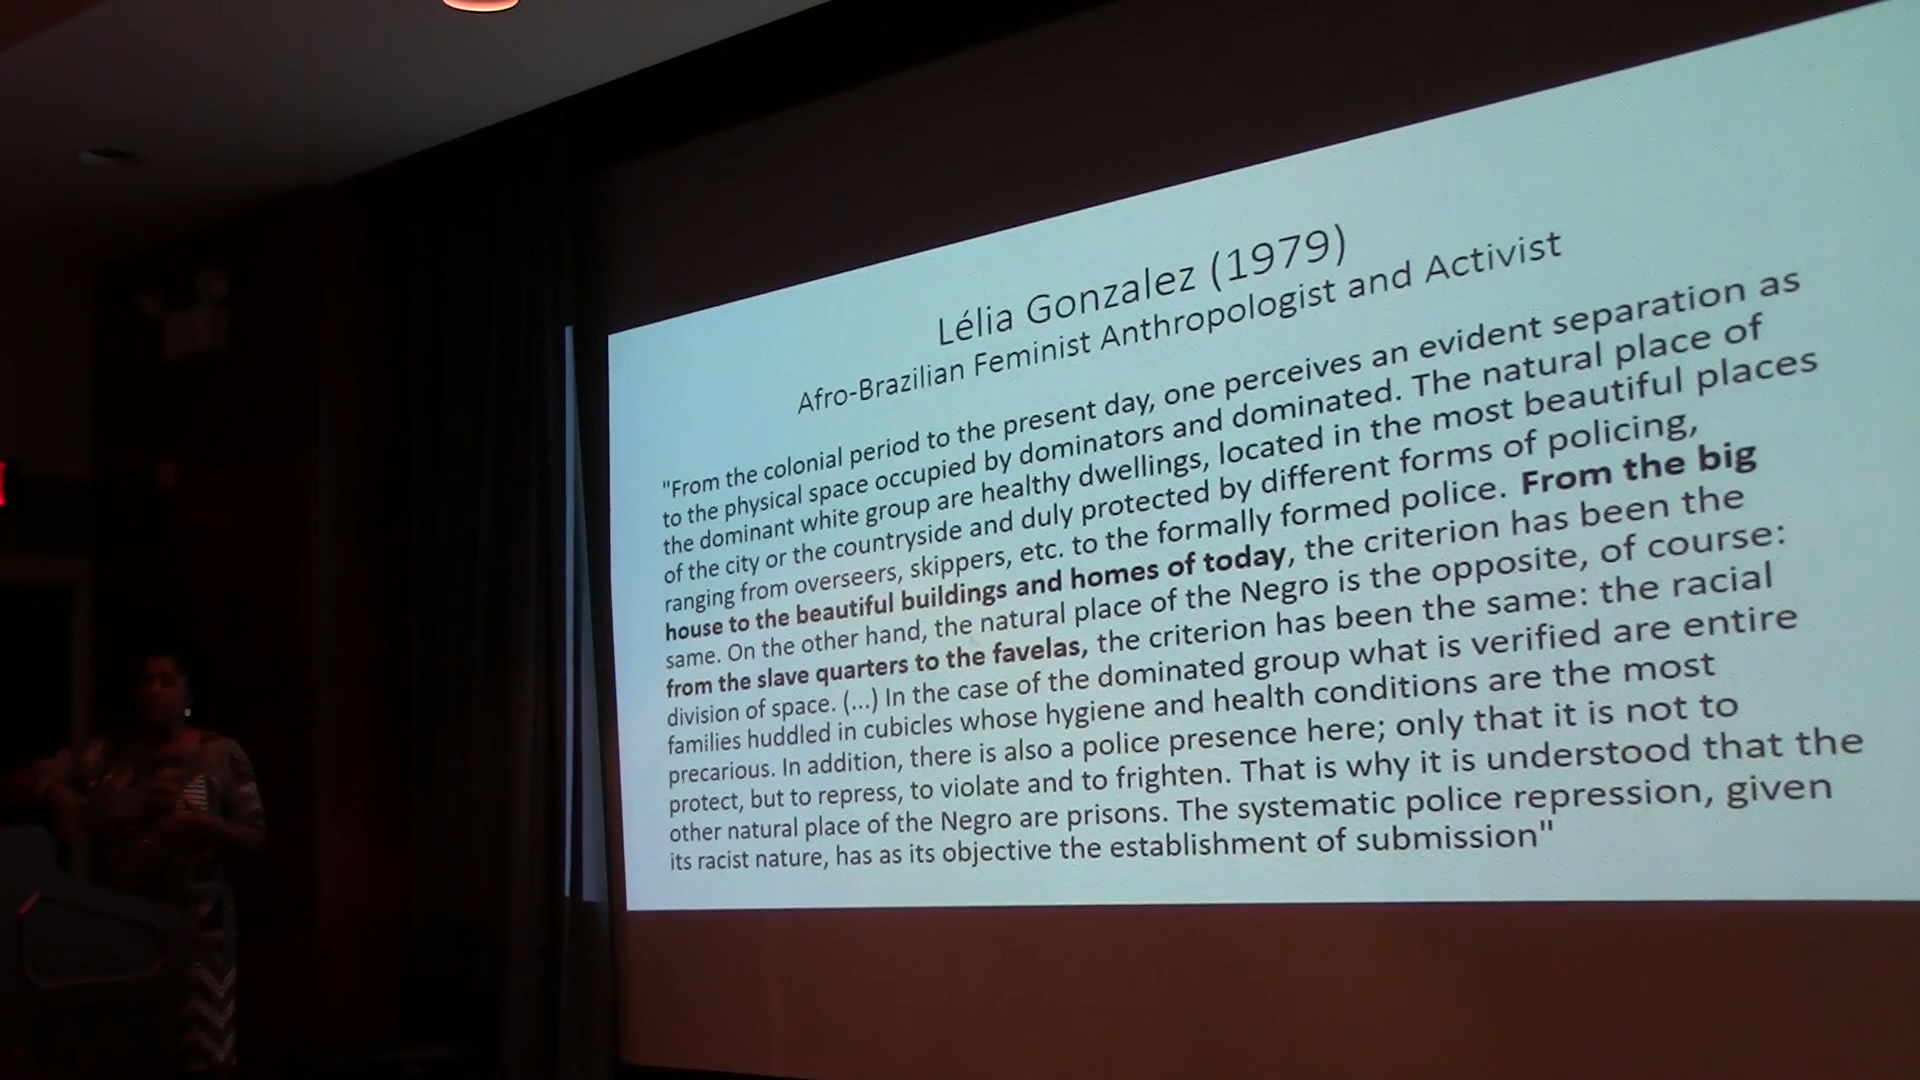 Lélia Gonzalez (1979)
Afro-Brazilian Feminist Anthropologist and Activist
"From the colonial period to the present day, one perceives an evident separation as
to the physical space occupied by dominators and dominated. The natural place of
the dominant white group are healthy dwellings, located in the most beautiful places
of the city or the countryside and duly protected by different forms of policing,
ranging from overseers, skippers, etc. to the formally formed police. From the big
house to the beautiful buildings and homes of today, the criterion has been the
same. On the other hand, the natural place of the Negro is the opposite, of course:
from the slave quarters to the favelas, the criterion has been the same: the racial
division of space. (...) In the case of the dominated group what is verified are entire
families huddled in cubicles whose hygiene and health conditions are the most
precarious. In addition, there is also a police presence here; only that it is not to
protect, but to repress, to violate and to frighten. That is why it is understood that the
other natural place of the Negro are prisons. The systematic police repression, given
its racist nature, has as its objective the establishment of submission"